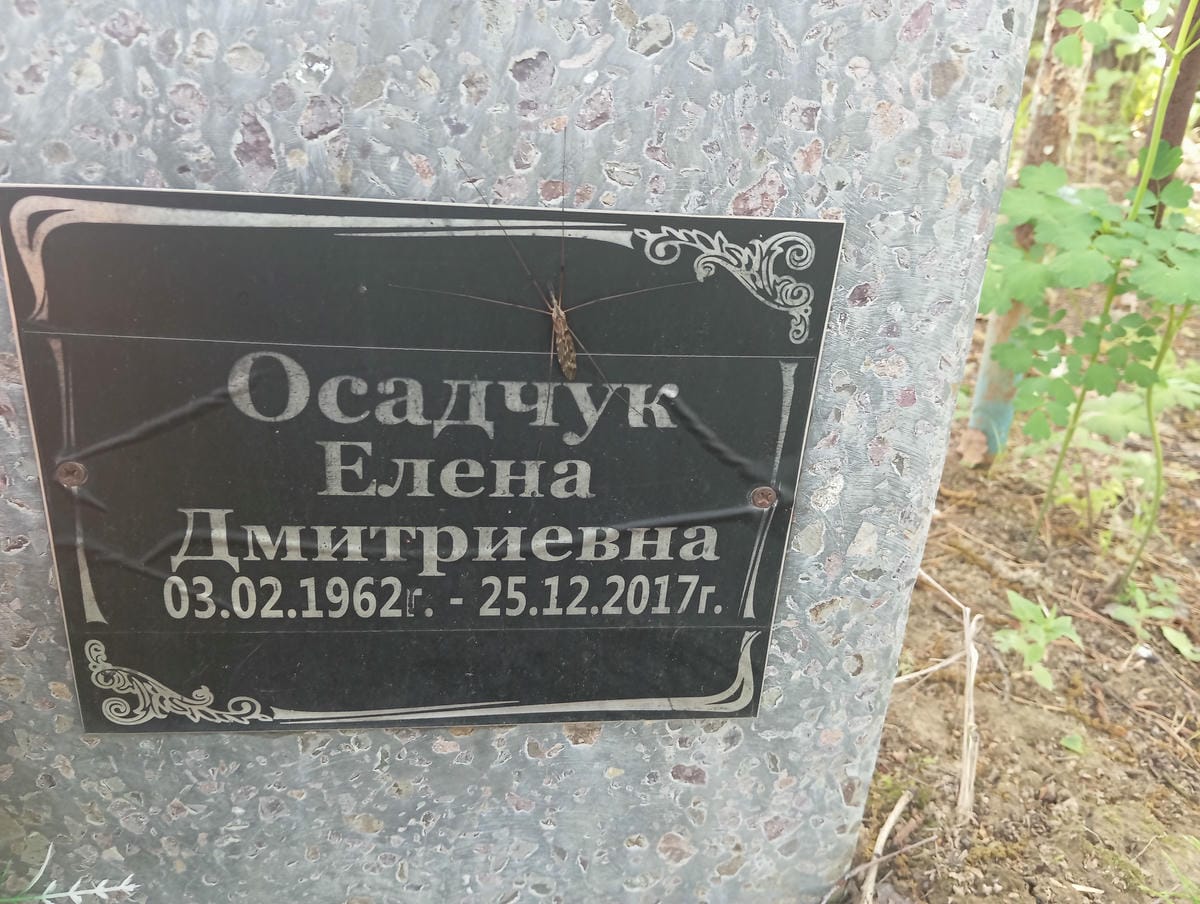 Осадчук
Елена
Дмитриевна
03.02.1962г. - 25.12.2017г.